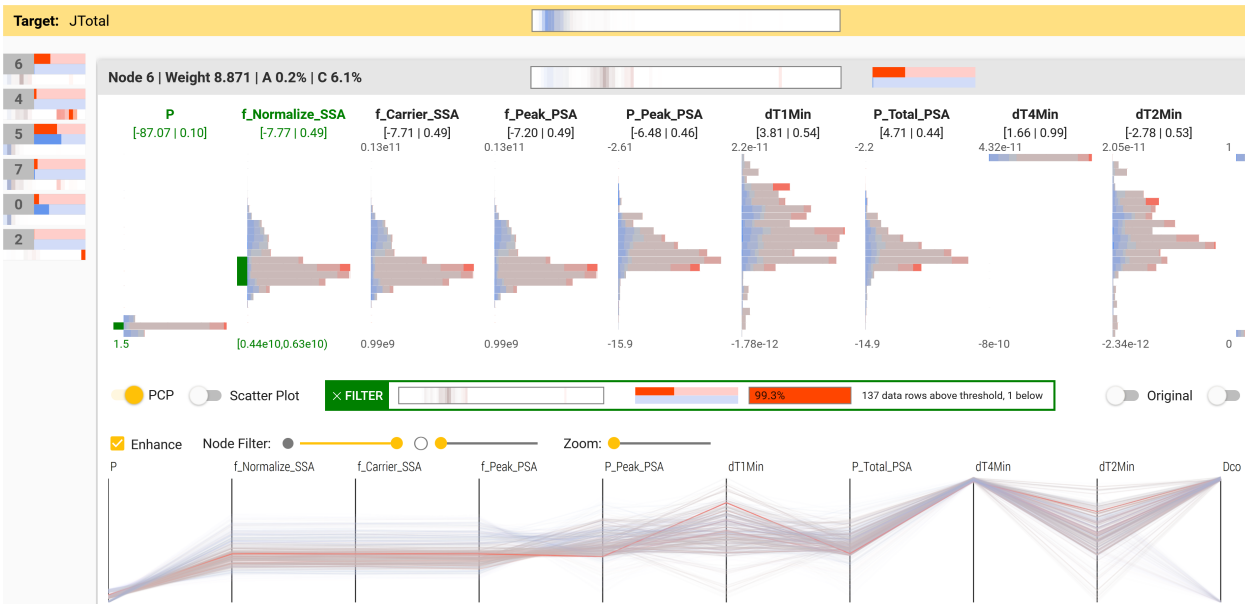 Target: JTotal
6
4
5
7
0
2
Node 6 | Weight 8.871 | A 0.2% | C 6.1%
P f_Normalize_SSA f_Carrier_SSA f_Peak_PSA P_Peak_PSA dT1Min P_Total_PSA dT4Min dT2Min
[-87.07 | 0.10] [-7.77 | 0.49] [-7.71 | 0.49] [-7.20 | 0.49] [-6.48 | 0.46] [3.81 | 0.54] [4.71 | 0.44] [1.66 | 0.99] [-2.78 | 0.53]
0.13e11 0.13e11 -2.61 2.2e-11 -2.2 4.32e-11 2.05e-11 1
1.5 [0.44e10,0.63e10) 0.99e9 0.99e9 -15.9 -1.78e-12 -14.9 -8e-10 -2.34e-12 0
PCP Scatter Plot × FILTER 99.3% 137 data rows above threshold, 1 below Original
Enhance Node Filter: Zoom:
P f_Normalize_SSA f_Carrier_SSA f_Peak_PSA P_Peak_PSA dT1Min P_Total_PSA dT4Min dT2Min Dco